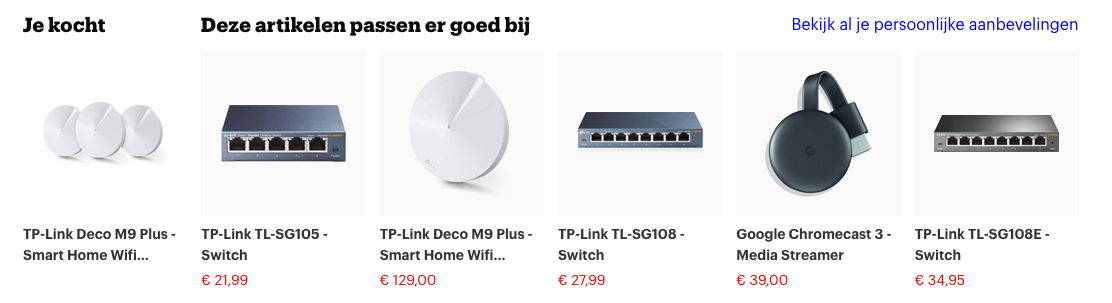 Je kocht
Deze artikelen passen er goed bij
Bekijk al je persoonlijke aanbevelingen
TP-Link Deco M9 Plus -
Smart Home Wifi...
TP-Link TL-SG105 -
Switch
€ 21,99
TP-Link Deco M9 Plus -
Smart Home Wifi...
€ 129,00
TP-Link TL-SG108 -
Switch
€ 27,99
Google Chromecast 3 -
Media Streamer
€ 39,00
TP-Link TL-SG108E -
Switch
€ 34,95